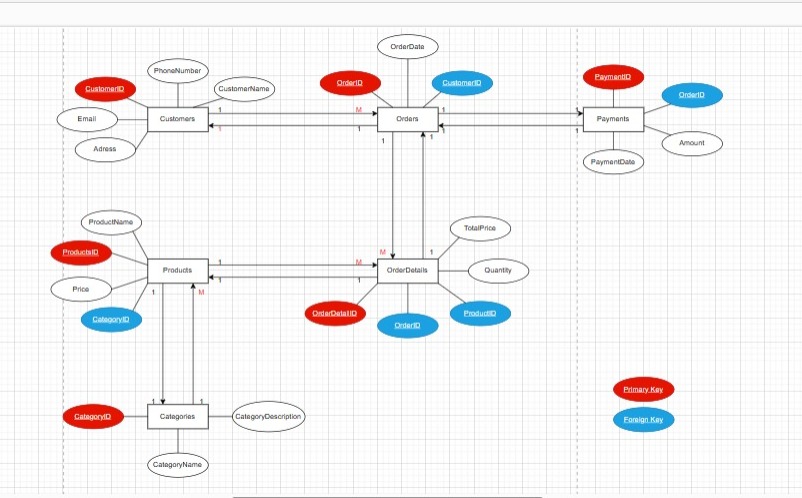 OrderDate
PhoneNumber
CustomerID
CustomerName
OrderID
CustomerID
PaymentID
OrderID
Email
Customers
1
M
1
1
Orders
1
1
1
1
Payments
Adress
1
1
Amount
PaymentDate
ProductName
ProductsID
TotalPrice
M
1
Products
1
M
1
1
OrderDetails
Quantity
Price
CategoryID
1
M
OrderDetailID
OrderID
ProductID
1
1
CategoryID
Categories
CategoryDescription
CategoryName
Primary Key
Foreign Key